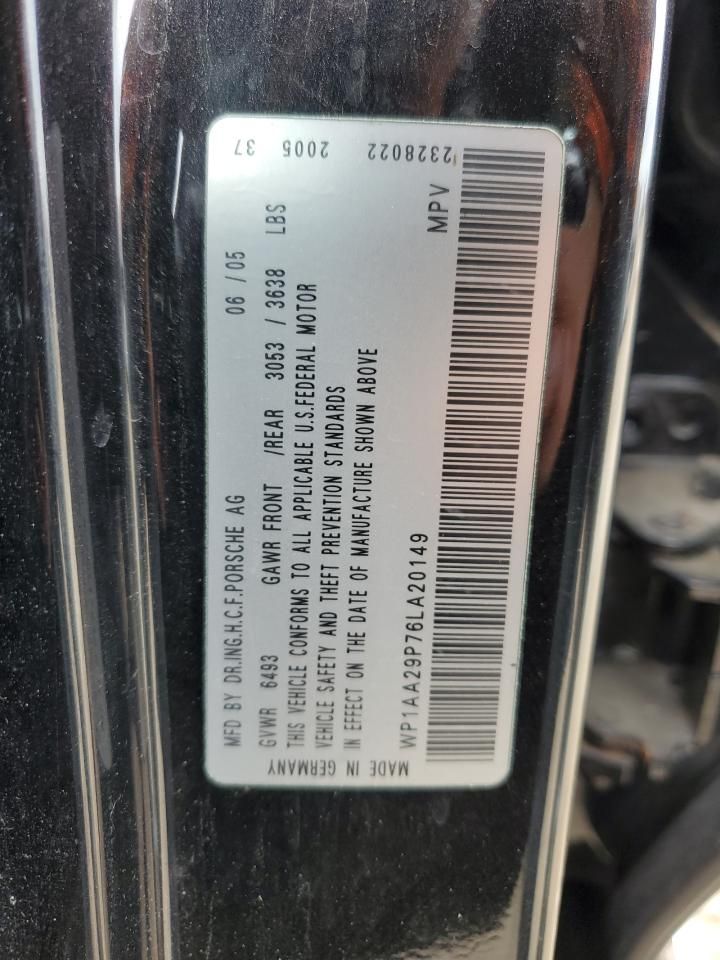 MFD BY DR.ING.H.C.F.PORSCHE AG 06 / 05
GVWR 6493 GAWR FRONT /REAR 3053 / 3638 LBS
THIS VEHICLE CONFORMS TO ALL APPLICABLE U.S.FEDERAL MOTOR
VEHICLE SAFETY AND THEFT PREVENTION STANDARDS
IN EFFECT ON THE DATE OF MANUFACTURE SHOWN ABOVE
WP1AA29P76LA20149 MPV
MADE IN GERMANY
37 2005 2328022